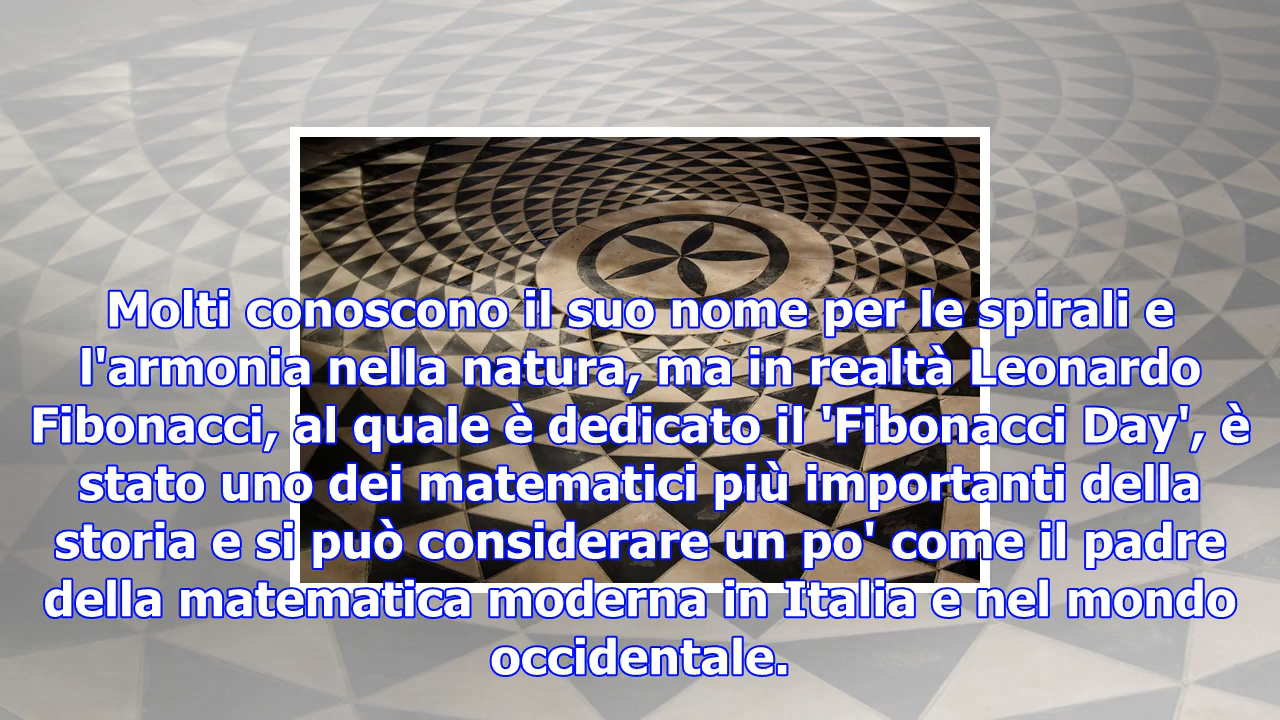 Molti conoscono il suo nome per le spirali e
l'armonia nella natura, ma in realtà Leonardo
Fibonacci, al quale è dedicato il 'Fibonacci Day', è
stato uno dei matematici più importanti della
storia e si può considerare un po' come il padre
della matematica moderna in Italia e nel mondo
occidentale.